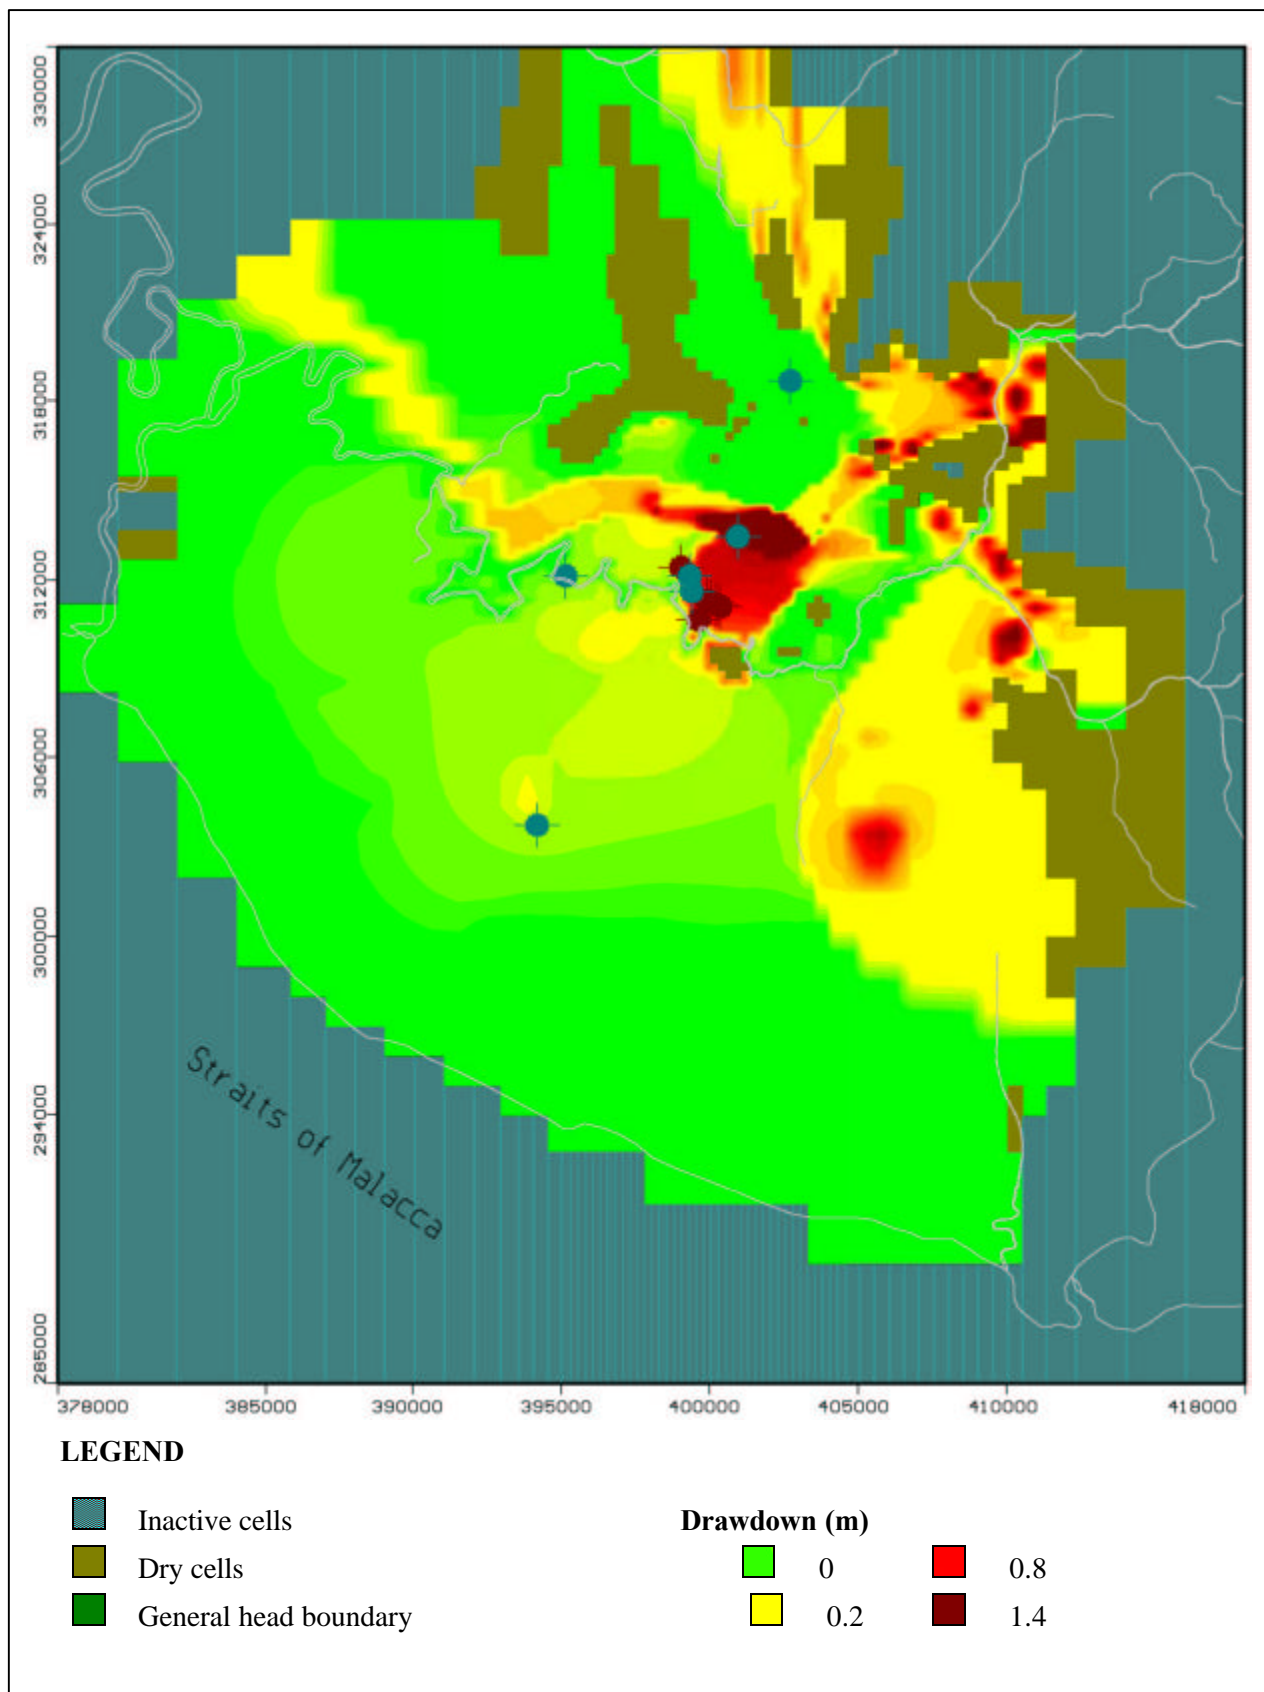 330000
324000
318000
312000
306000
300000
294000
285000
Straits of Malacca
378000 385000 390000 395000 400000 405000 410000 418000
LEGEND
Inactive cells
Dry cells
General head boundary
Drawdown (m)
0 0.8
0.2 1.4